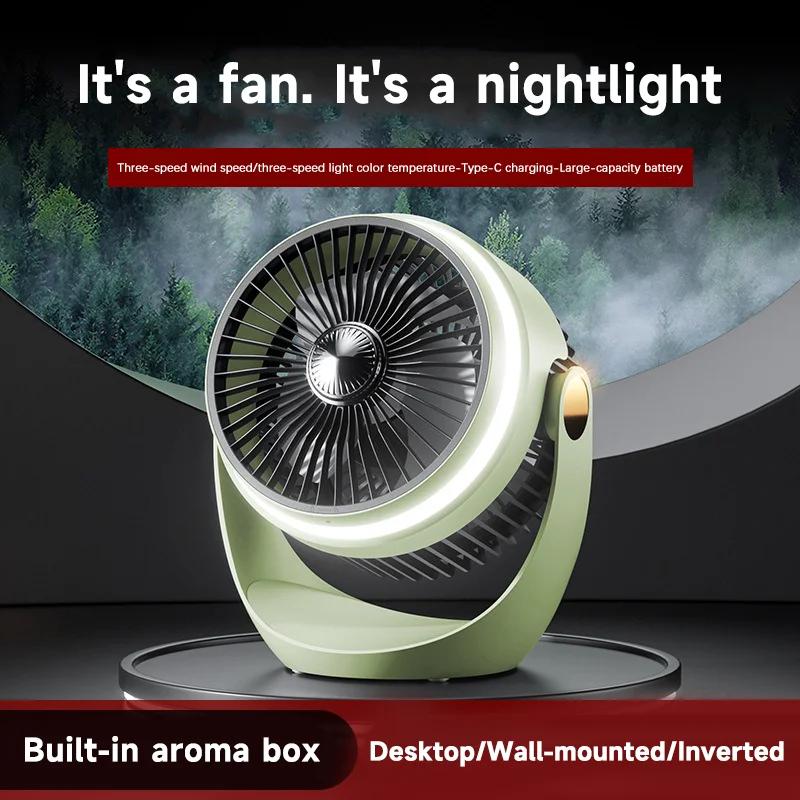 It's a fan. It's a nightlight
Three-speed wind speed/three-speed light color temperature-Type-C charging-Large-capacity battery
Built-in aroma box
Desktop/Wall-mounted/Inverted